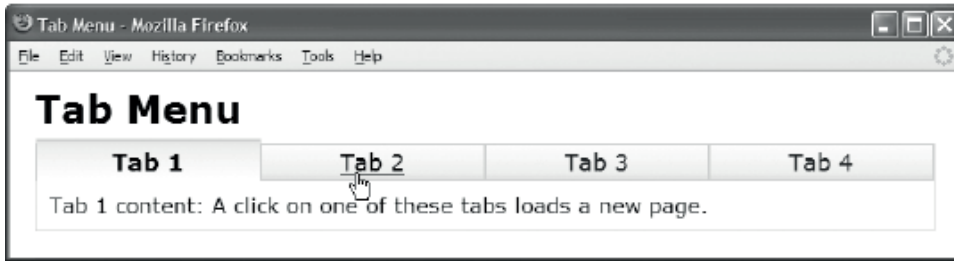 Tab Menu - Mozilla Firefox
File Edit View History Bookmarks Tools Help
Tab Menu
Tab 1 Tab 2 Tab 3 Tab 4
Tab 1 content: A click on one of these tabs loads a new page.